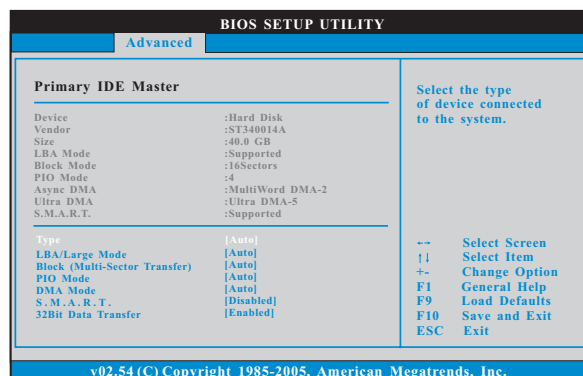 BIOS SETUP UTILITY
Advanced
Primary IDE Master
Device :Hard Disk
Vendor :ST340014A
Size :40.0 GB
LBA Mode :Supported
Block Mode :16Sectors
PIO Mode :4
Async DMA :MultiWord DMA-2
Ultra DMA :Ultra DMA-5
S.M.A.R.T. :Supported
Type [Auto]
LBA/Large Mode [Auto]
Block (Multi-Sector Transfer) [Auto]
PIO Mode [Auto]
DMA Mode [Auto]
S.M.A.R.T. [Disabled]
32Bit Data Transfer [Enabled]
Select the type
of device connected
to the system.
←→ Select Screen
↑↓ Select Item
+- Change Option
F1 General Help
F9 Load Defaults
F10 Save and Exit
ESC Exit
v02.54 (C) Copyright 1985-2005, American Megatrends, Inc.